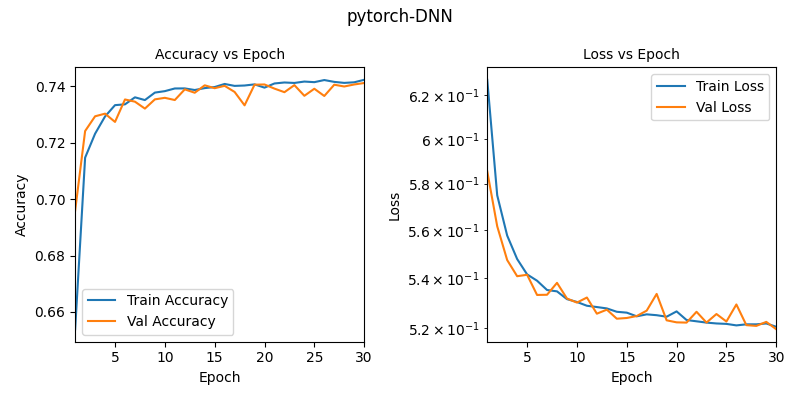 pytorch-DNN
Accuracy vs Epoch
Accuracy
0.74
0.72
0.70
0.68
0.66
Train Accuracy
Val Accuracy
5 10 15 20 25 30
Epoch
Loss vs Epoch
Loss
6.2 × 10⁻¹
6 × 10⁻¹
5.8 × 10⁻¹
5.6 × 10⁻¹
5.4 × 10⁻¹
5.2 × 10⁻¹
Train Loss
Val Loss
5 10 15 20 25 30
Epoch